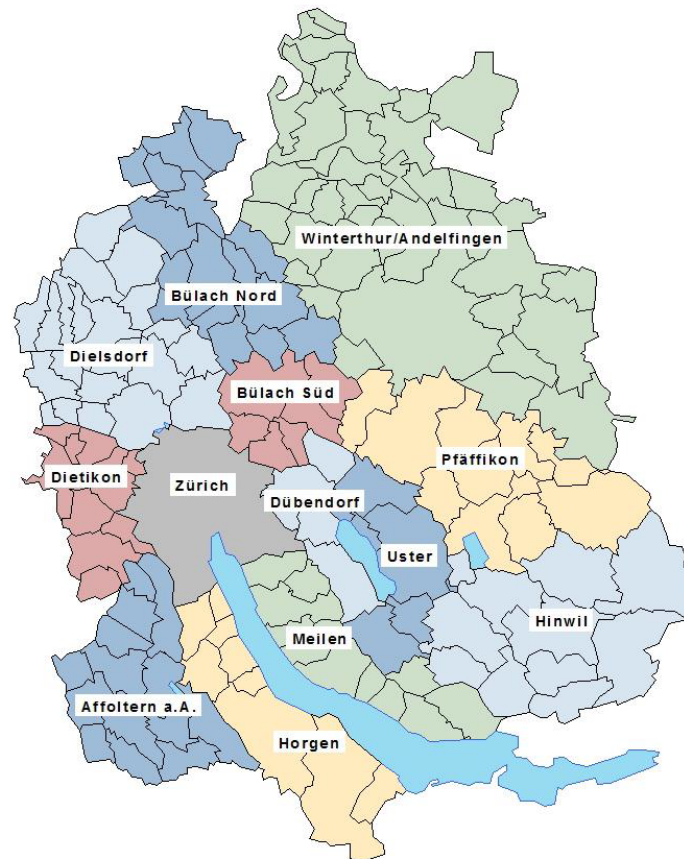 Winterthur/Andelfingen
Bülach Nord
Dielsdorf
Bülach Süd
Pfäffikon
Dietikon
Zürich
Dübendorf
Uster
Hinwil
Meilen
Affoltern a.A.
Horgen